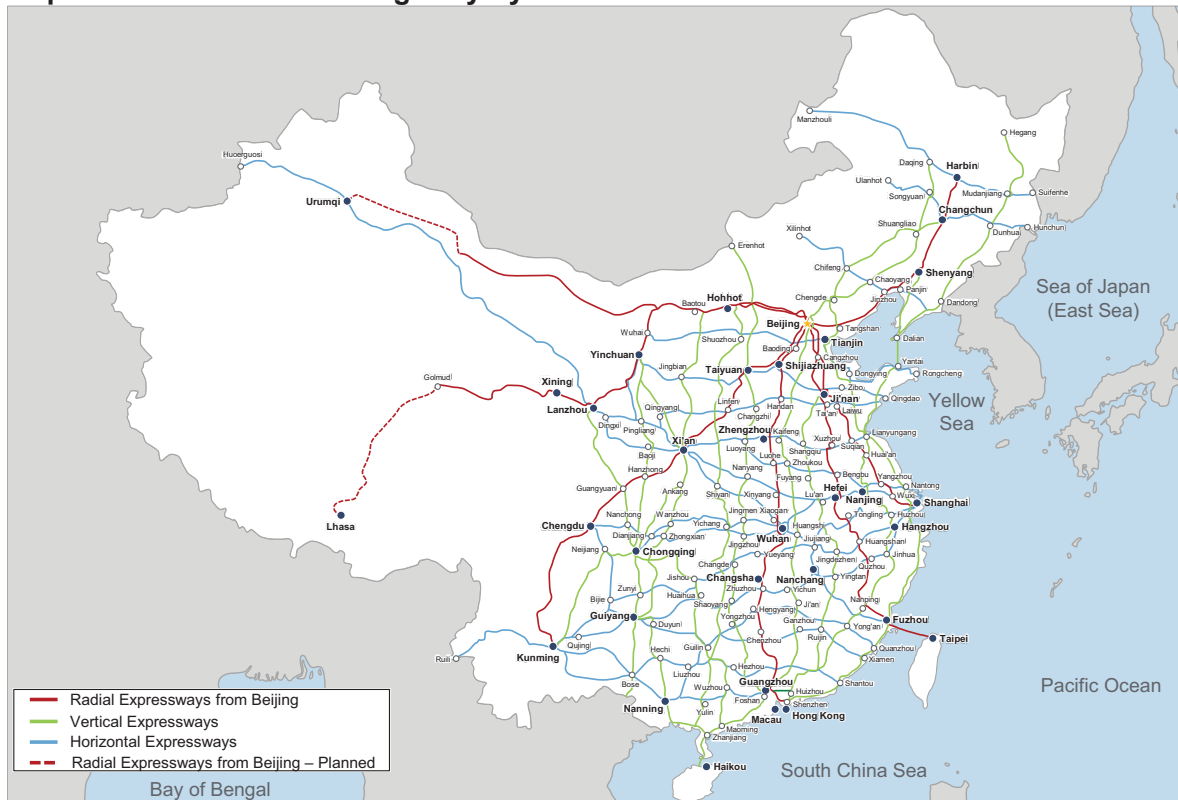 Manzhouli
Hegang
Huoerguosi
Daqing
Harbin
Ulanhot
Songyuan
Mudanjiang
Suifenhe
Urumqi
Changchun
Xilinhot
Shuangliao
Dunhua
Hunchun
Erenhot
Chifeng
Chaoyang
Shenyang
Sea of Japan
(East Sea)
Panjin
Jinzhou
Chengde
Dandong
Baotou
Hohhot
Beijing
Tangshan
Wuhai
Shuozhou
Tianjin
Dalian
Baoding
Yinchuan
Cangzhou
Jingbian
Taiyuan
Shijiazhuang
Yantai
Dongying
Rongcheng
Golmud
Xining
Zibo
Lanzhou
Ji'nan
Qingdao
Yellow
Sea
Qingyang
Linfen
Handan
Ta'an
Laiwu
Dingxi
Pingliang
Changzhi
Zhengzhou
Kaifeng
Xuzhou
Lianyungang
Xi'an
Luoyang
Shangqiu
Suqian
Huai'an
Baoji
Luohe
Zhoukou
Hanzhong
Nanyang
Fuyang
Bengbu
Yangzhou
Guangyuan
Ankang
Shiyan
Xinyang
Lu'an
Hefei
Nanjing
Nantong
Wuxi
Shanghai
Lhasa
Nanchong
Wanzhou
Jingmen
Xiaogan
Tongling
Huzhou
Chengdu
Dianjiang
Zhongxian
Yichang
Huangshi
Hangzhou
Wuhan
Neijiang
Jingzhou
Jiujiang
Huangshan
Chongqing
Yueyang
Jingdezhen
Jinhua
Changde
Quzhou
Jishou
Changsha
Nanchang
Yingtan
Zunyi
Zhuzhou
Yichun
Bijie
Huaihua
Shaoyang
Ji'an
Nanping
Hengyang
Guiyang
Duyun
Yongzhou
Ganzhou
Yong'an
Fuzhou
Chenzhou
Ruijin
Taipei
Qujing
Kunming
Guilin
Quanzhou
Ruili
Hechi
Xiamen
Liuzhou
Hezhou
Bose
Guangzhou
Shantou
Pacific Ocean
Wuzhou
Huizhou
Foshan
Nanning
Shenzhen
Yulin
Macau
Hong Kong
Maoming
Zhanjiang
Haikou
South China Sea
Radial Expressways from Beijing
Vertical Expressways
Horizontal Expressways
Radial Expressways from Beijing – Planned
Bay of Bengal